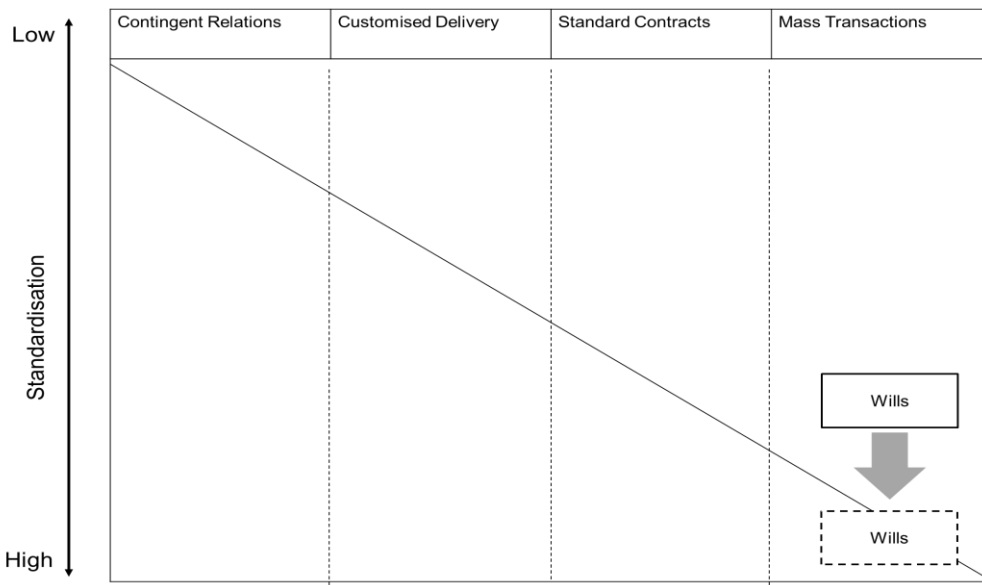 Low
Contingent Relations
Customised Delivery
Standard Contracts
Mass Transactions
Standardisation
Wills
Wills
High